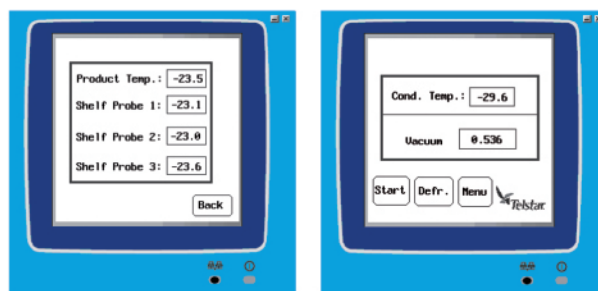 Product Temp.: -23.5
Shelf Probe 1: -23.1
Shelf Probe 2: -23.0
Shelf Probe 3: -23.6
Back
Cond. Temp.: -29.6
Vacuum 0.536
Start Defr. Menu Telstar